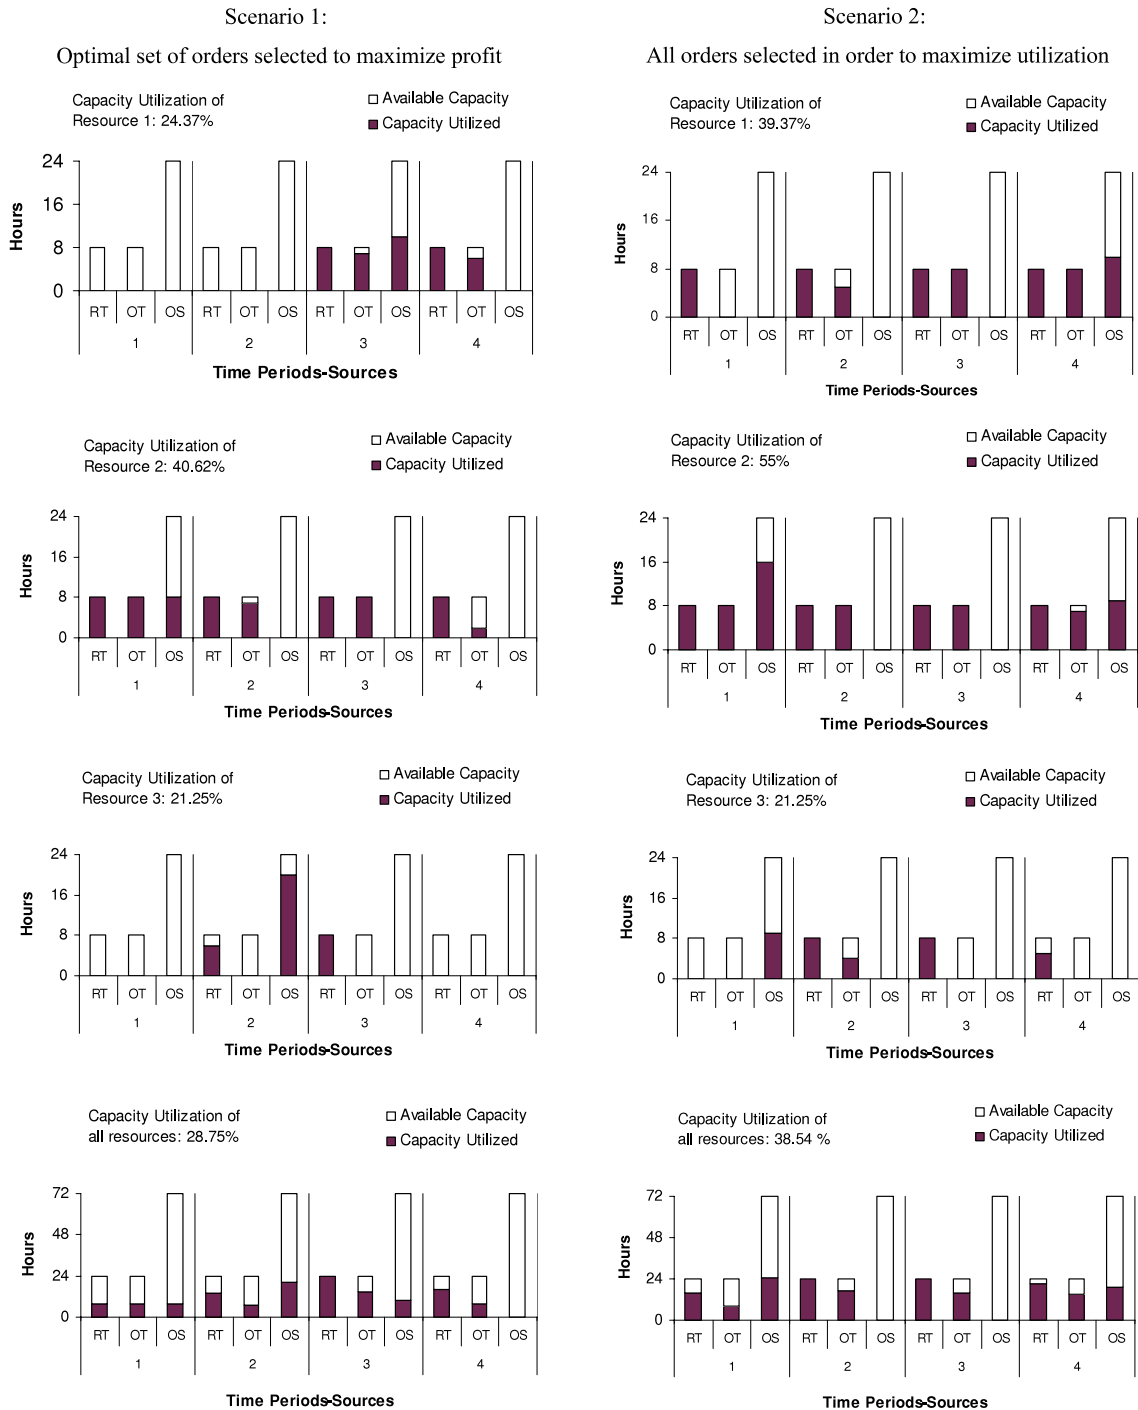 Scenario 1:
Optimal set of orders selected to maximize profit
Capacity Utilization of
Resource 1: 24.37%
Available Capacity
Capacity Utilized
24
16
8
0
Hours
RT OT OS RT OT OS RT OT OS RT OT OS
1 2 3 4
Time Periods-Sources
Capacity Utilization of
Resource 2: 40.62%
Available Capacity
Capacity Utilized
24
16
8
0
Hours
RT OT OS RT OT OS RT OT OS RT OT OS
1 2 3 4
Time Periods-Sources
Capacity Utilization of
Resource 3: 21.25%
Available Capacity
Capacity Utilized
24
16
8
0
Hours
RT OT OS RT OT OS RT OT OS RT OT OS
1 2 3 4
Time Periods-Sources
Capacity Utilization of
all resources: 28.75%
Available Capacity
Capacity Utilized
72
48
24
0
Hours
RT OT OS RT OT OS RT OT OS RT OT OS
1 2 3 4
Time Periods-Sources
Scenario 2:
All orders selected in order to maximize utilization
Capacity Utilization of
Resource 1: 39.37%
Available Capacity
Capacity Utilized
24
16
8
0
Hours
RT OT OS RT OT OS RT OT OS RT OT OS
1 2 3 4
Time Periods-Sources
Capacity Utilization of
Resource 2: 55%
Available Capacity
Capacity Utilized
24
16
8
0
Hours
RT OT OS RT OT OS RT OT OS RT OT OS
1 2 3 4
Time Periods-Sources
Capacity Utilization of
Resource 3: 21.25%
Available Capacity
Capacity Utilized
24
16
8
0
Hours
RT OT OS RT OT OS RT OT OS RT OT OS
1 2 3 4
Time Periods-Sources
Capacity Utilization of
all resources: 38.54 %
Available Capacity
Capacity Utilized
72
48
24
0
Hours
RT OT OS RT OT OS RT OT OS RT OT OS
1 2 3 4
Time Periods-Sources